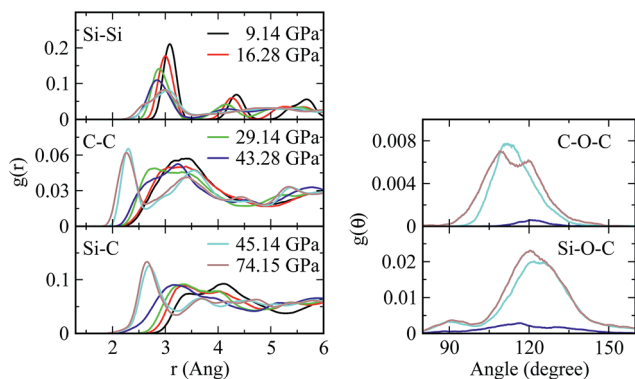 Si-Si
9.14 GPa
16.28 GPa
0.2
0.1
0
C-C
29.14 GPa
43.28 GPa
0.06
0.03
0
g(r)
Si-C
45.14 GPa
74.15 GPa
0.1
0
2 3 4 5 6
r (Ang)
C-O-C
0.008
0.004
0
g(θ)
Si-O-C
0.02
0.01
0
90 120 150
Angle (degree)